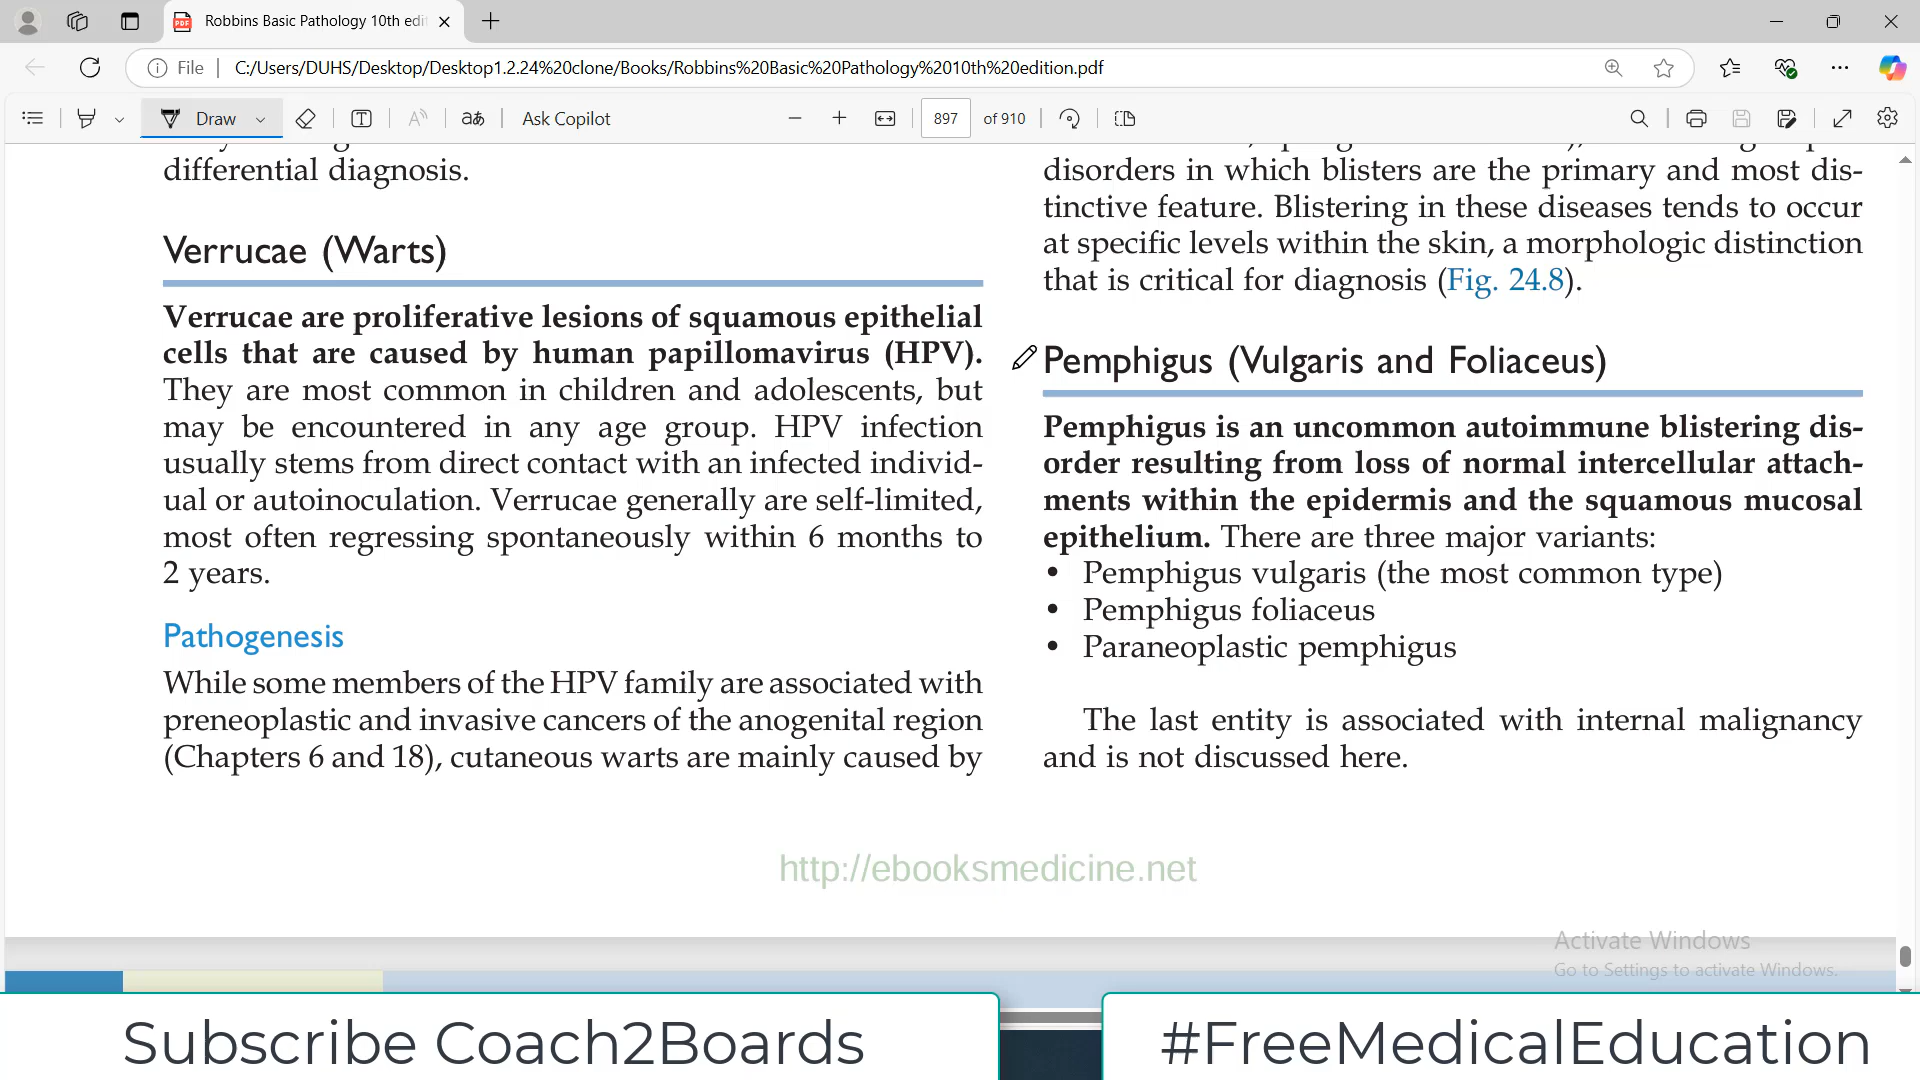 Robbins Basic Pathology 10th edit
File
C:/Users/DUHS/Desktop/Desktop1.2.24%20clone/Books/Robbins%20Basic%20Pathology%2010th%20edition.pdf
Draw
Ask Copilot
897 of 910
differential diagnosis.
Verrucae (Warts)
Verrucae are proliferative lesions of squamous epithelial
cells that are caused by human papillomavirus (HPV).
They are most common in children and adolescents, but
may be encountered in any age group. HPV infection
usually stems from direct contact with an infected individ-
ual or autoinoculation. Verrucae generally are self-limited,
most often regressing spontaneously within 6 months to
2 years.
Pathogenesis
While some members of the HPV family are associated with
preneoplastic and invasive cancers of the anogenital region
(Chapters 6 and 18), cutaneous warts are mainly caused by
disorders in which blisters are the primary and most dis-
tinctive feature. Blistering in these diseases tends to occur
at specific levels within the skin, a morphologic distinction
that is critical for diagnosis (Fig. 24.8).
Pemphigus (Vulgaris and Foliaceus)
Pemphigus is an uncommon autoimmune blistering dis-
order resulting from loss of normal intercellular attach-
ments within the epidermis and the squamous mucosal
epithelium. There are three major variants:
• Pemphigus vulgaris (the most common type)
• Pemphigus foliaceus
• Paraneoplastic pemphigus
The last entity is associated with internal malignancy
and is not discussed here.
http://ebooksmedicine.net
Activate Windows
Go to Settings to activate Windows.
Subscribe Coach2Boards
#FreeMedicalEducation